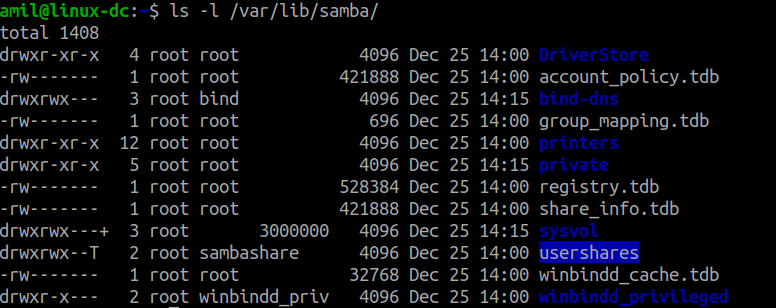 amil@linux-dc:~$ ls -l /var/lib/samba/
total 1408
drwxr-xr-x 4 root root 4096 Dec 25 14:00 DriverStore
-rw------- 1 root root 421888 Dec 25 14:00 account_policy.tdb
drwxrwx--- 3 root bind 4096 Dec 25 14:15 bind-dns
-rw------- 1 root root 696 Dec 25 14:00 group_mapping.tdb
drwxr-xr-x 12 root root 4096 Dec 25 14:00 printers
drwxr-xr-x 5 root root 4096 Dec 25 14:15 private
-rw------- 1 root root 528384 Dec 25 14:00 registry.tdb
-rw------- 1 root root 421888 Dec 25 14:00 share_info.tdb
drwxrwx---+ 3 root 3000000 4096 Dec 25 14:15 sysvol
drwxrwx--T 2 root sambashare 4096 Dec 25 14:00 usershares
-rw------- 1 root root 32768 Dec 25 14:00 winbindd_cache.tdb
drwxr-x--- 2 root winbindd_priv 4096 Dec 25 14:00 winbindd_privileged